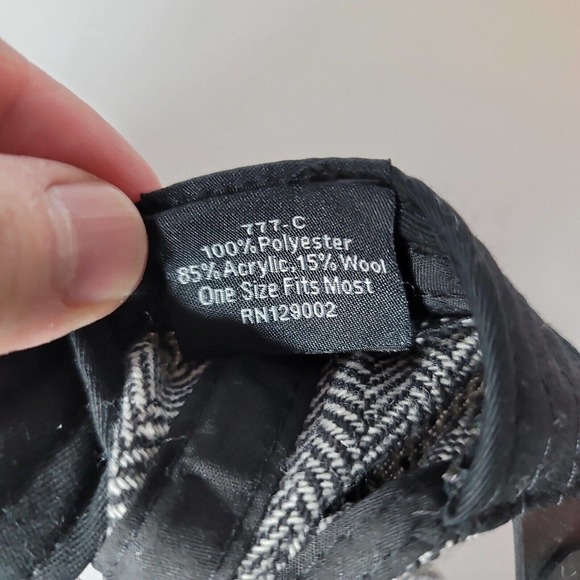 777-C
100% Polyester
85% Acrylic, 15% Wool
One Size Fits Most
RN129002